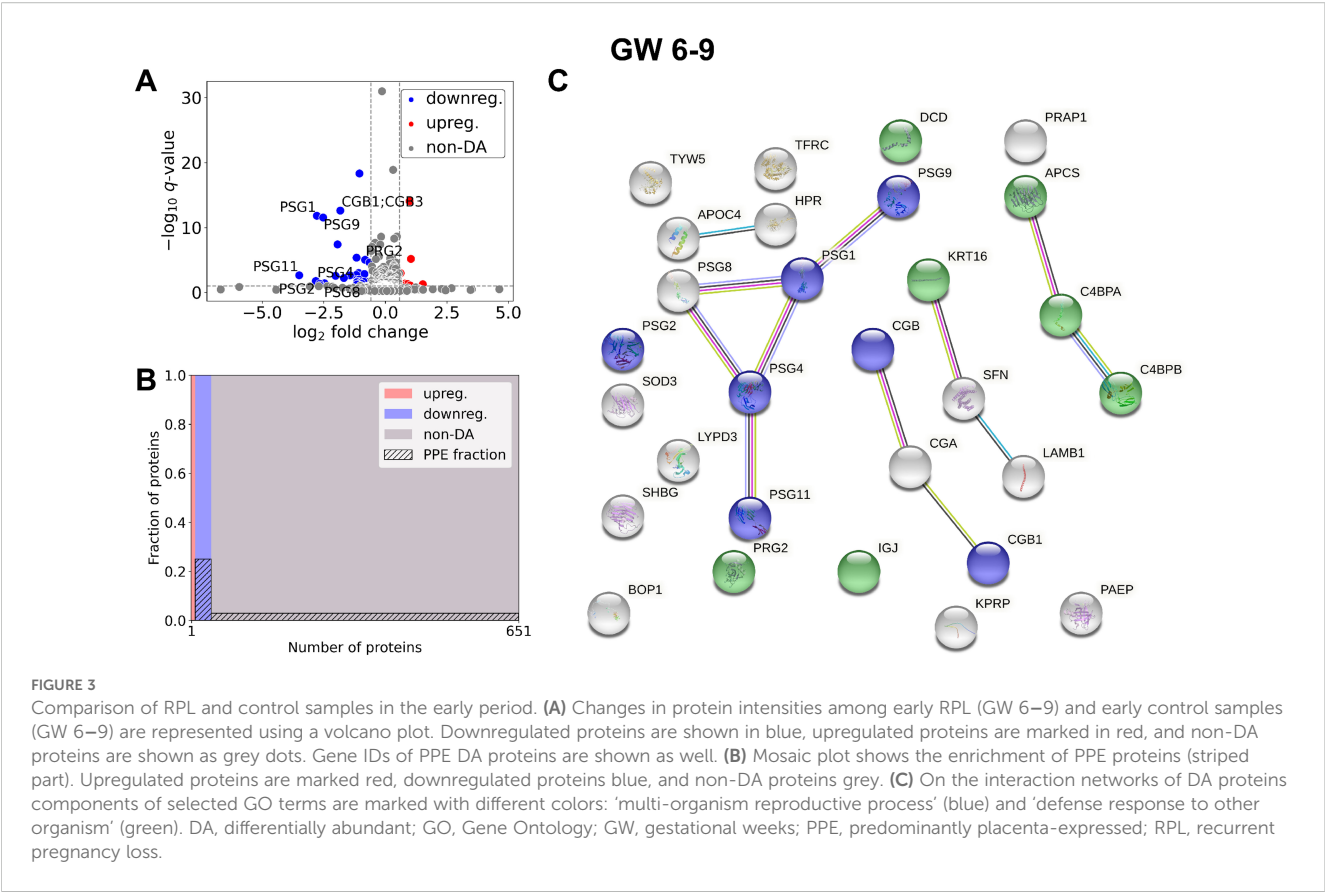 GW 6-9
A
30
20
10
0
−log10 q-value
downreg.
upreg.
non-DA
CGB1;CGB3
PSG1
PSG9
PRG2
PSG11
PSG4
PSG2
PSG8
−5.0
−2.5
0.0
2.5
5.0
log2 fold change
B
1.0
0.8
0.6
0.4
0.2
0.0
Fraction of proteins
upreg.
downreg.
non-DA
PPE fraction
1
651
Number of proteins
C
DCD
PRAP1
TFRC
TYW5
PSG9
APCS
HPR
APOC4
PSG1
KRT16
PSG8
C4BPA
PSG2
CGB
PSG4
SFN
C4BPB
SOD3
LYPD3
CGA
LAMB1
SHBG
PSG11
PRG2
IGJ
CGB1
BOP1
KPRP
PAEP
FIGURE 3
Comparison of RPL and control samples in the early period. (A) Changes in protein intensities among early RPL (GW 6−9) and early control samples
(GW 6−9) are represented using a volcano plot. Downregulated proteins are shown in blue, upregulated proteins are marked in red, and non-DA
proteins are shown as grey dots. Gene IDs of PPE DA proteins are shown as well. (B) Mosaic plot shows the enrichment of PPE proteins (striped
part). Upregulated proteins are marked red, downregulated proteins blue, and non-DA proteins grey. (C) On the interaction networks of DA proteins
components of selected GO terms are marked with different colors: ‘multi-organism reproductive process’ (blue) and ‘defense response to other
organism’ (green). DA, differentially abundant; GO, Gene Ontology; GW, gestational weeks; PPE, predominantly placenta-expressed; RPL, recurrent
pregnancy loss.